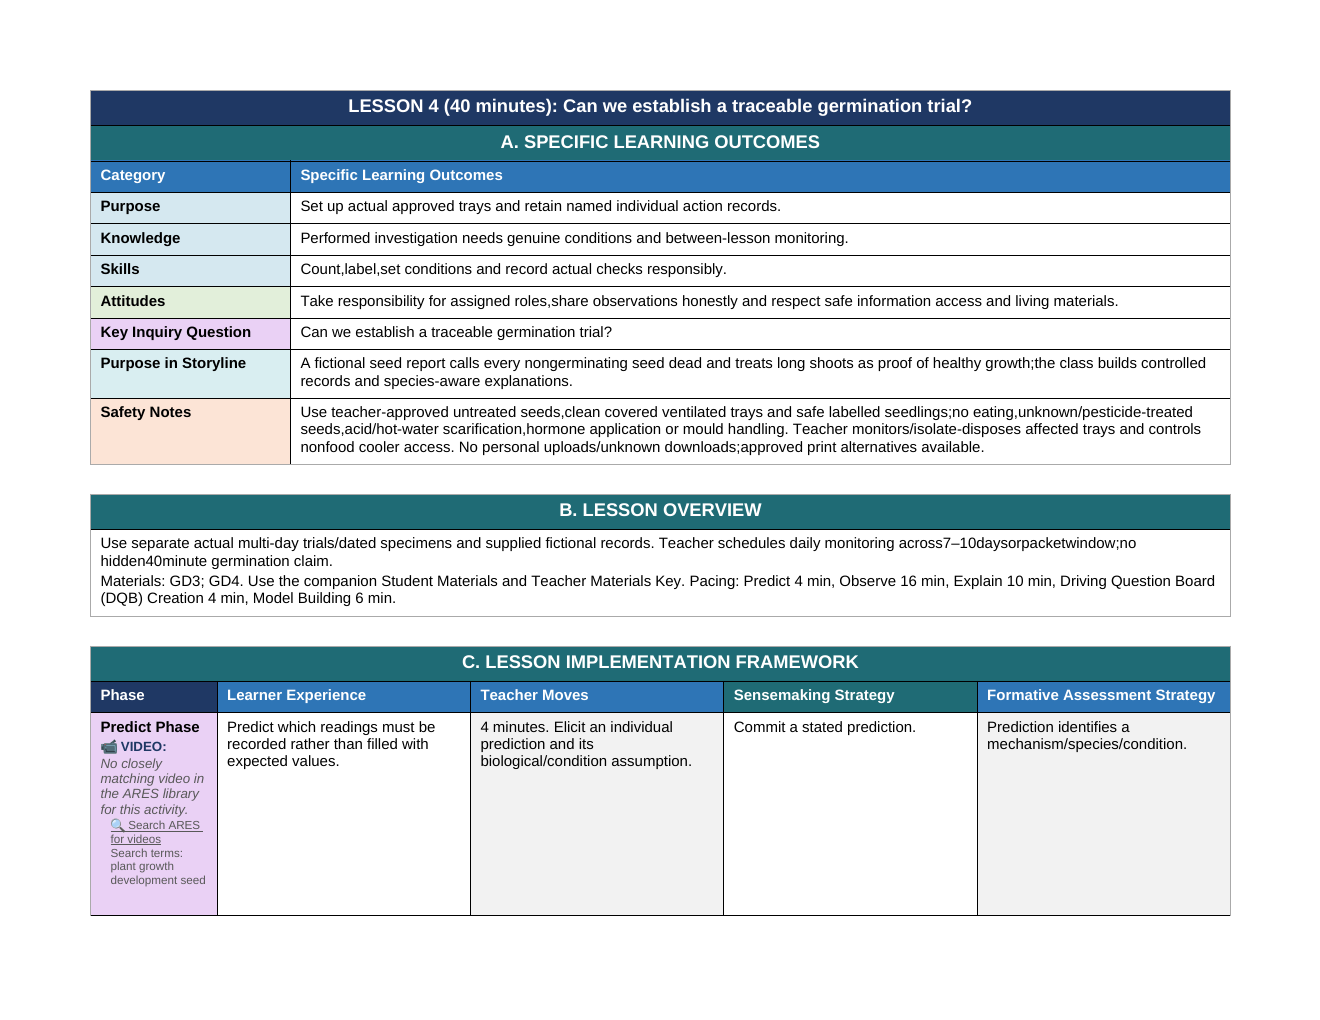 LESSON 4 (40 minutes): Can we establish a traceable germination trial?
A. SPECIFIC LEARNING OUTCOMES
Category
Specific Learning Outcomes
Purpose
Set up actual approved trays and retain named individual action records.
Knowledge
Performed investigation needs genuine conditions and between-lesson monitoring.
Skills
Count,label,set conditions and record actual checks responsibly.
Attitudes
Take responsibility for assigned roles,share observations honestly and respect safe information access and living materials.
Key Inquiry Question
Can we establish a traceable germination trial?
Purpose in Storyline
A fictional seed report calls every nongerminating seed dead and treats long shoots as proof of healthy growth;the class builds controlled
records and species-aware explanations.
Safety Notes
Use teacher-approved untreated seeds,clean covered ventilated trays and safe labelled seedlings;no eating,unknown/pesticide-treated
seeds,acid/hot-water scarification,hormone application or mould handling. Teacher monitors/isolate-disposes affected trays and controls
nonfood cooler access. No personal uploads/unknown downloads;approved print alternatives available.
B. LESSON OVERVIEW
Use separate actual multi-day trials/dated specimens and supplied fictional records. Teacher schedules daily monitoring across7–10daysorpacketwindow;no
hidden40minute germination claim.
Materials: GD3; GD4. Use the companion Student Materials and Teacher Materials Key. Pacing: Predict 4 min, Observe 16 min, Explain 10 min, Driving Question Board
(DQB) Creation 4 min, Model Building 6 min.
C. LESSON IMPLEMENTATION FRAMEWORK
Phase
Learner Experience
Teacher Moves
Sensemaking Strategy
Formative Assessment Strategy
Predict Phase
📹 VIDEO:
No closely
matching video in
the ARES library
for this activity.
🔍 Search ARES
for videos
Search terms:
plant growth
development seed
Predict which readings must be
recorded rather than filled with
expected values.
4 minutes. Elicit an individual
prediction and its
biological/condition assumption.
Commit a stated prediction.
Prediction identifies a
mechanism/species/condition.